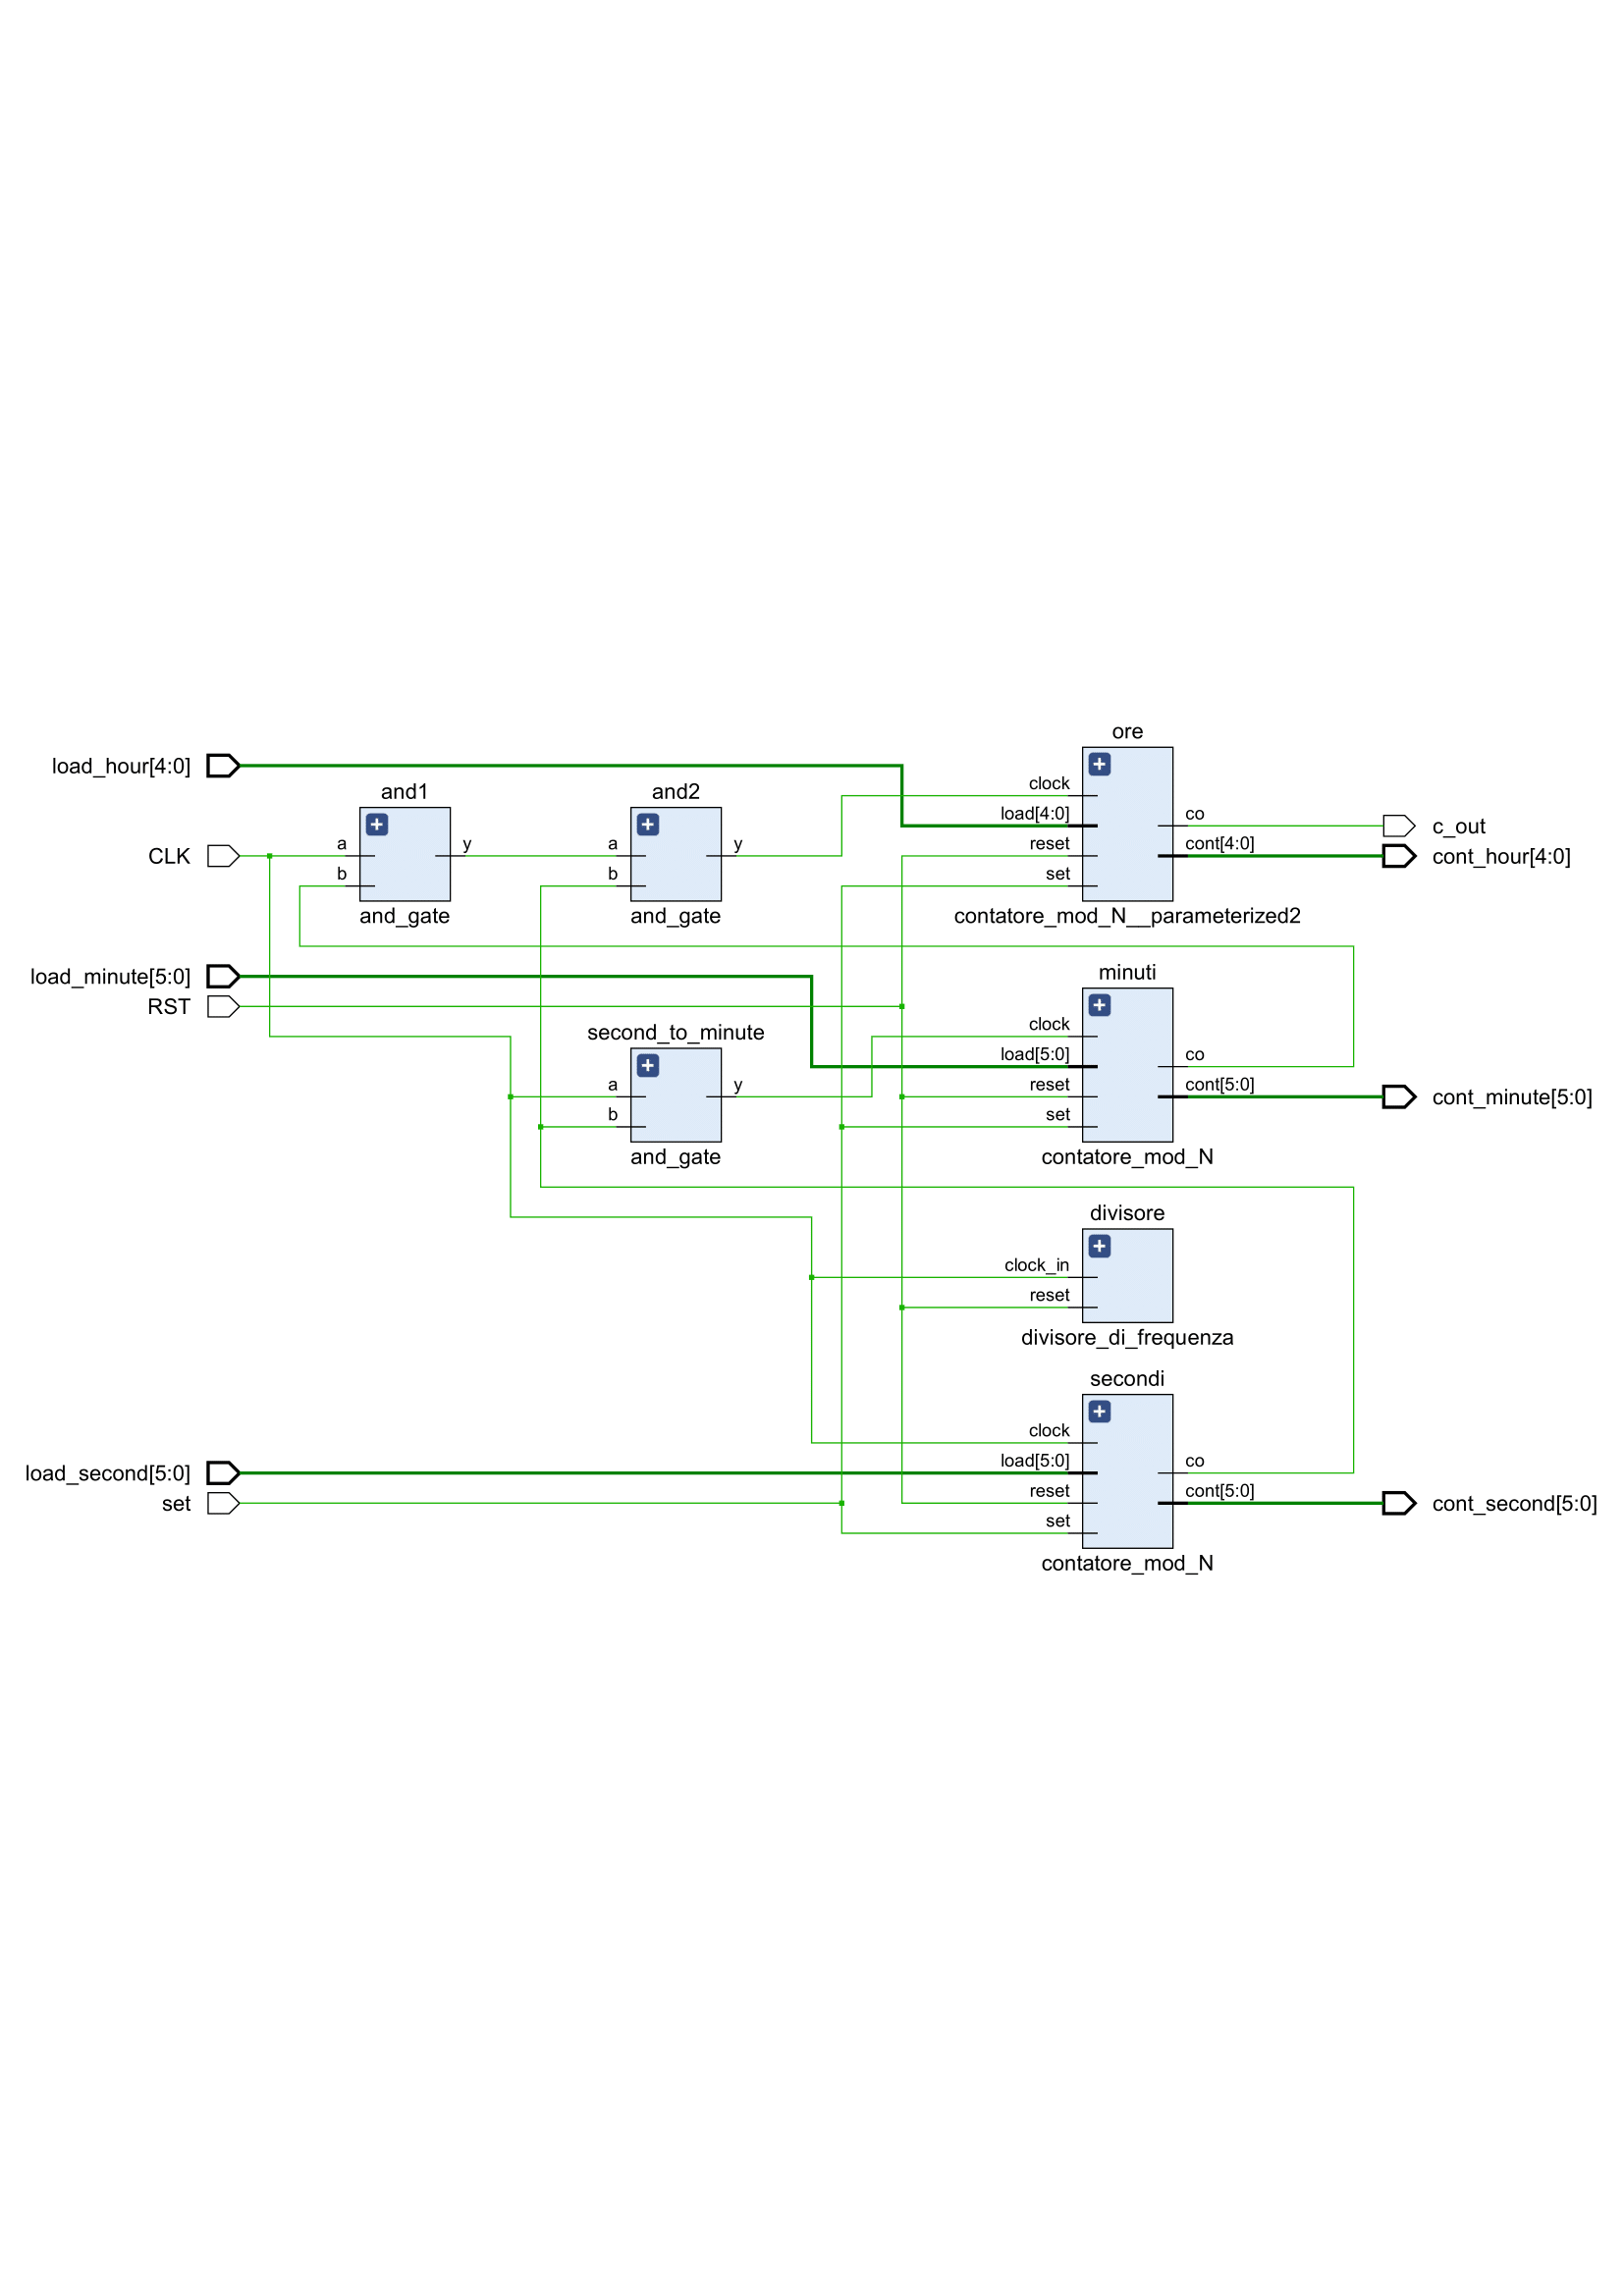 ore
load_hour[4:0]
clock
and1
and2
load[4:0]
co
c_out
a
y
a
y
reset
cont[4:0]
CLK
cont_hour[4:0]
b
b
set
and_gate
and_gate
contatore_mod_N__parameterized2
load_minute[5:0]
minuti
RST
clock
second_to_minute
load[5:0]
co
a
y
reset
cont[5:0]
cont_minute[5:0]
b
set
and_gate
contatore_mod_N
divisore
clock_in
reset
divisore_di_frequenza
secondi
clock
load_second[5:0]
load[5:0]
co
set
reset
cont[5:0]
cont_second[5:0]
set
contatore_mod_N